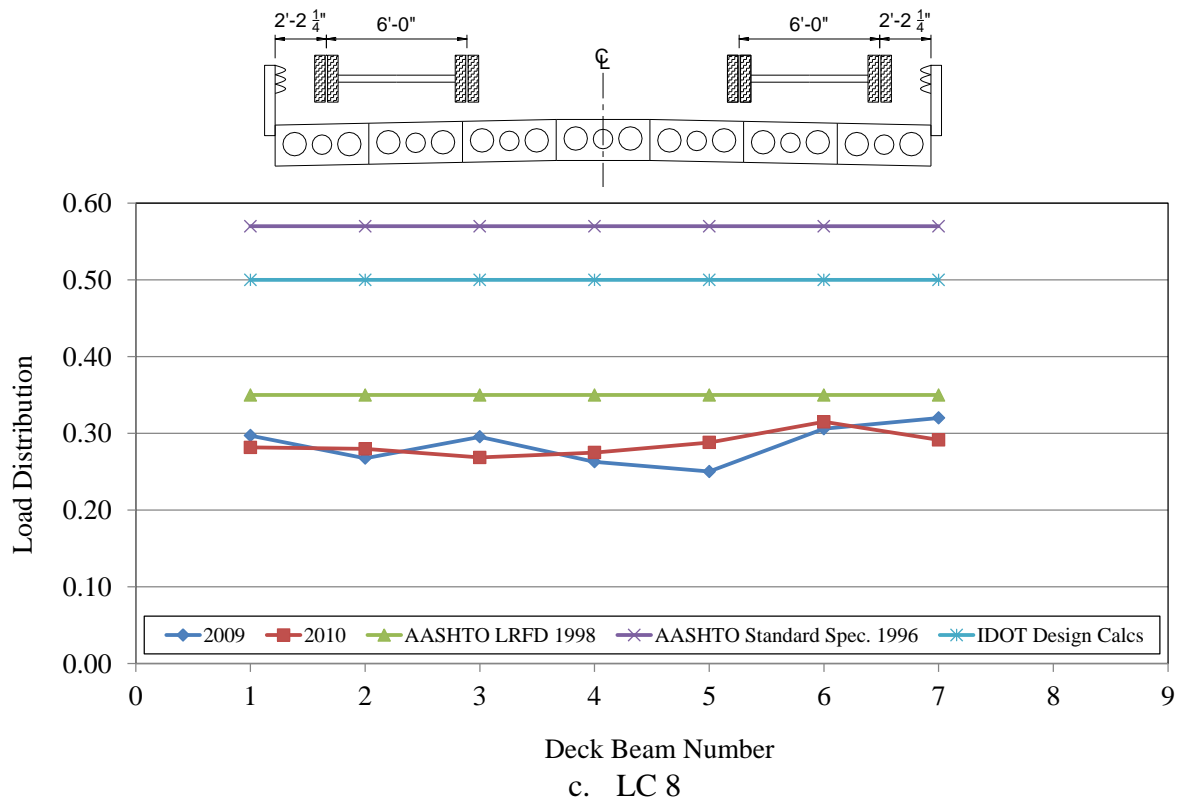 2'-2 1/4" 6'-0" 6'-0" 2'-2 1/4"
℄
0.60
0.50
0.40
0.30
0.20
0.10
0.00
Load Distribution
2009 2010 AASHTO LRFD 1998 AASHTO Standard Spec. 1996 IDOT Design Calcs
0 1 2 3 4 5 6 7 8 9
Deck Beam Number
c. LC 8